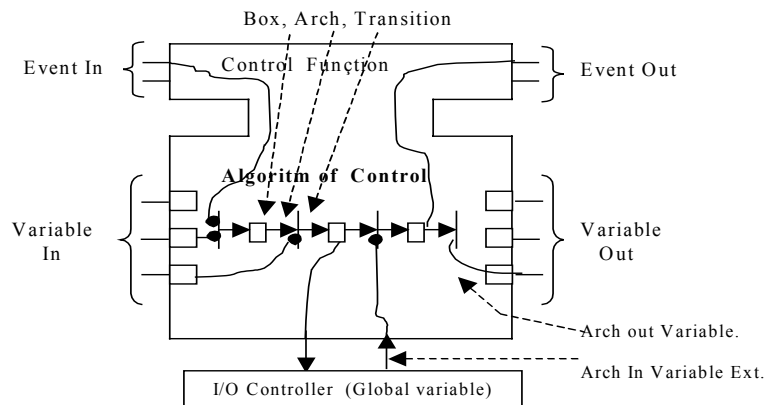 Box, Arch, Transition
Event In
Control Function
Event Out
Algoritm of Control
Variable
In
Variable
Out
Arch out Variable.
Arch In Variable Ext.
I/O Controller (Global variable)